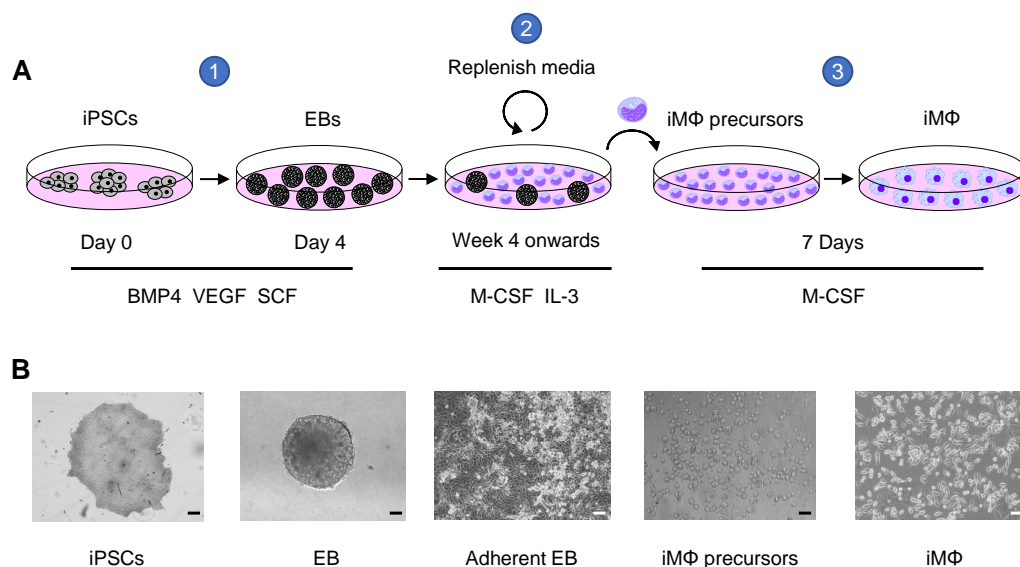 A
1
2
3
Replenish media
iPSCs
EBs
iMΦ precursors
iMΦ
Day 0
Day 4
Week 4 onwards
7 Days
BMP4 VEGF SCF
M-CSF IL-3
M-CSF
B
iPSCs
EB
Adherent EB
iMΦ precursors
iMΦ